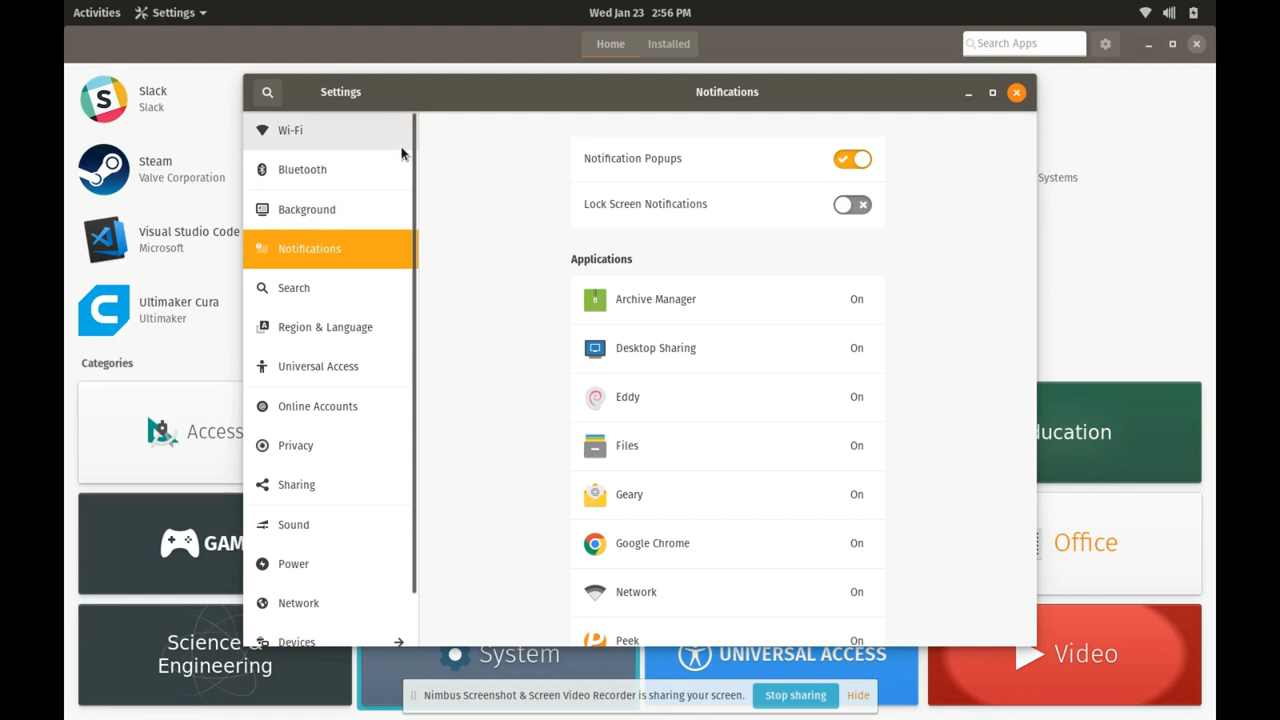 Activities
Settings
Wed Jan 23 2:56 PM
Home
Installed
Search Apps
Slack
Slack
Steam
Valve Corporation
Visual Studio Code
Microsoft
Ultimaker Cura
Ultimaker
Categories
Systems
Settings
Notifications
Wi-Fi
Bluetooth
Background
Notifications
Search
Region & Language
Universal Access
Online Accounts
Privacy
Sharing
Sound
Power
Network
Devices
Notification Popups
Lock Screen Notifications
Applications
Archive Manager On
Desktop Sharing On
Eddy On
Files On
Geary On
Google Chrome On
Network On
Peek On
Access
GAM
Science &
Engineering
System
UNIVERSAL ACCESS
ducation
Office
Video
Nimbus Screenshot & Screen Video Recorder is sharing your screen.
Stop sharing
Hide